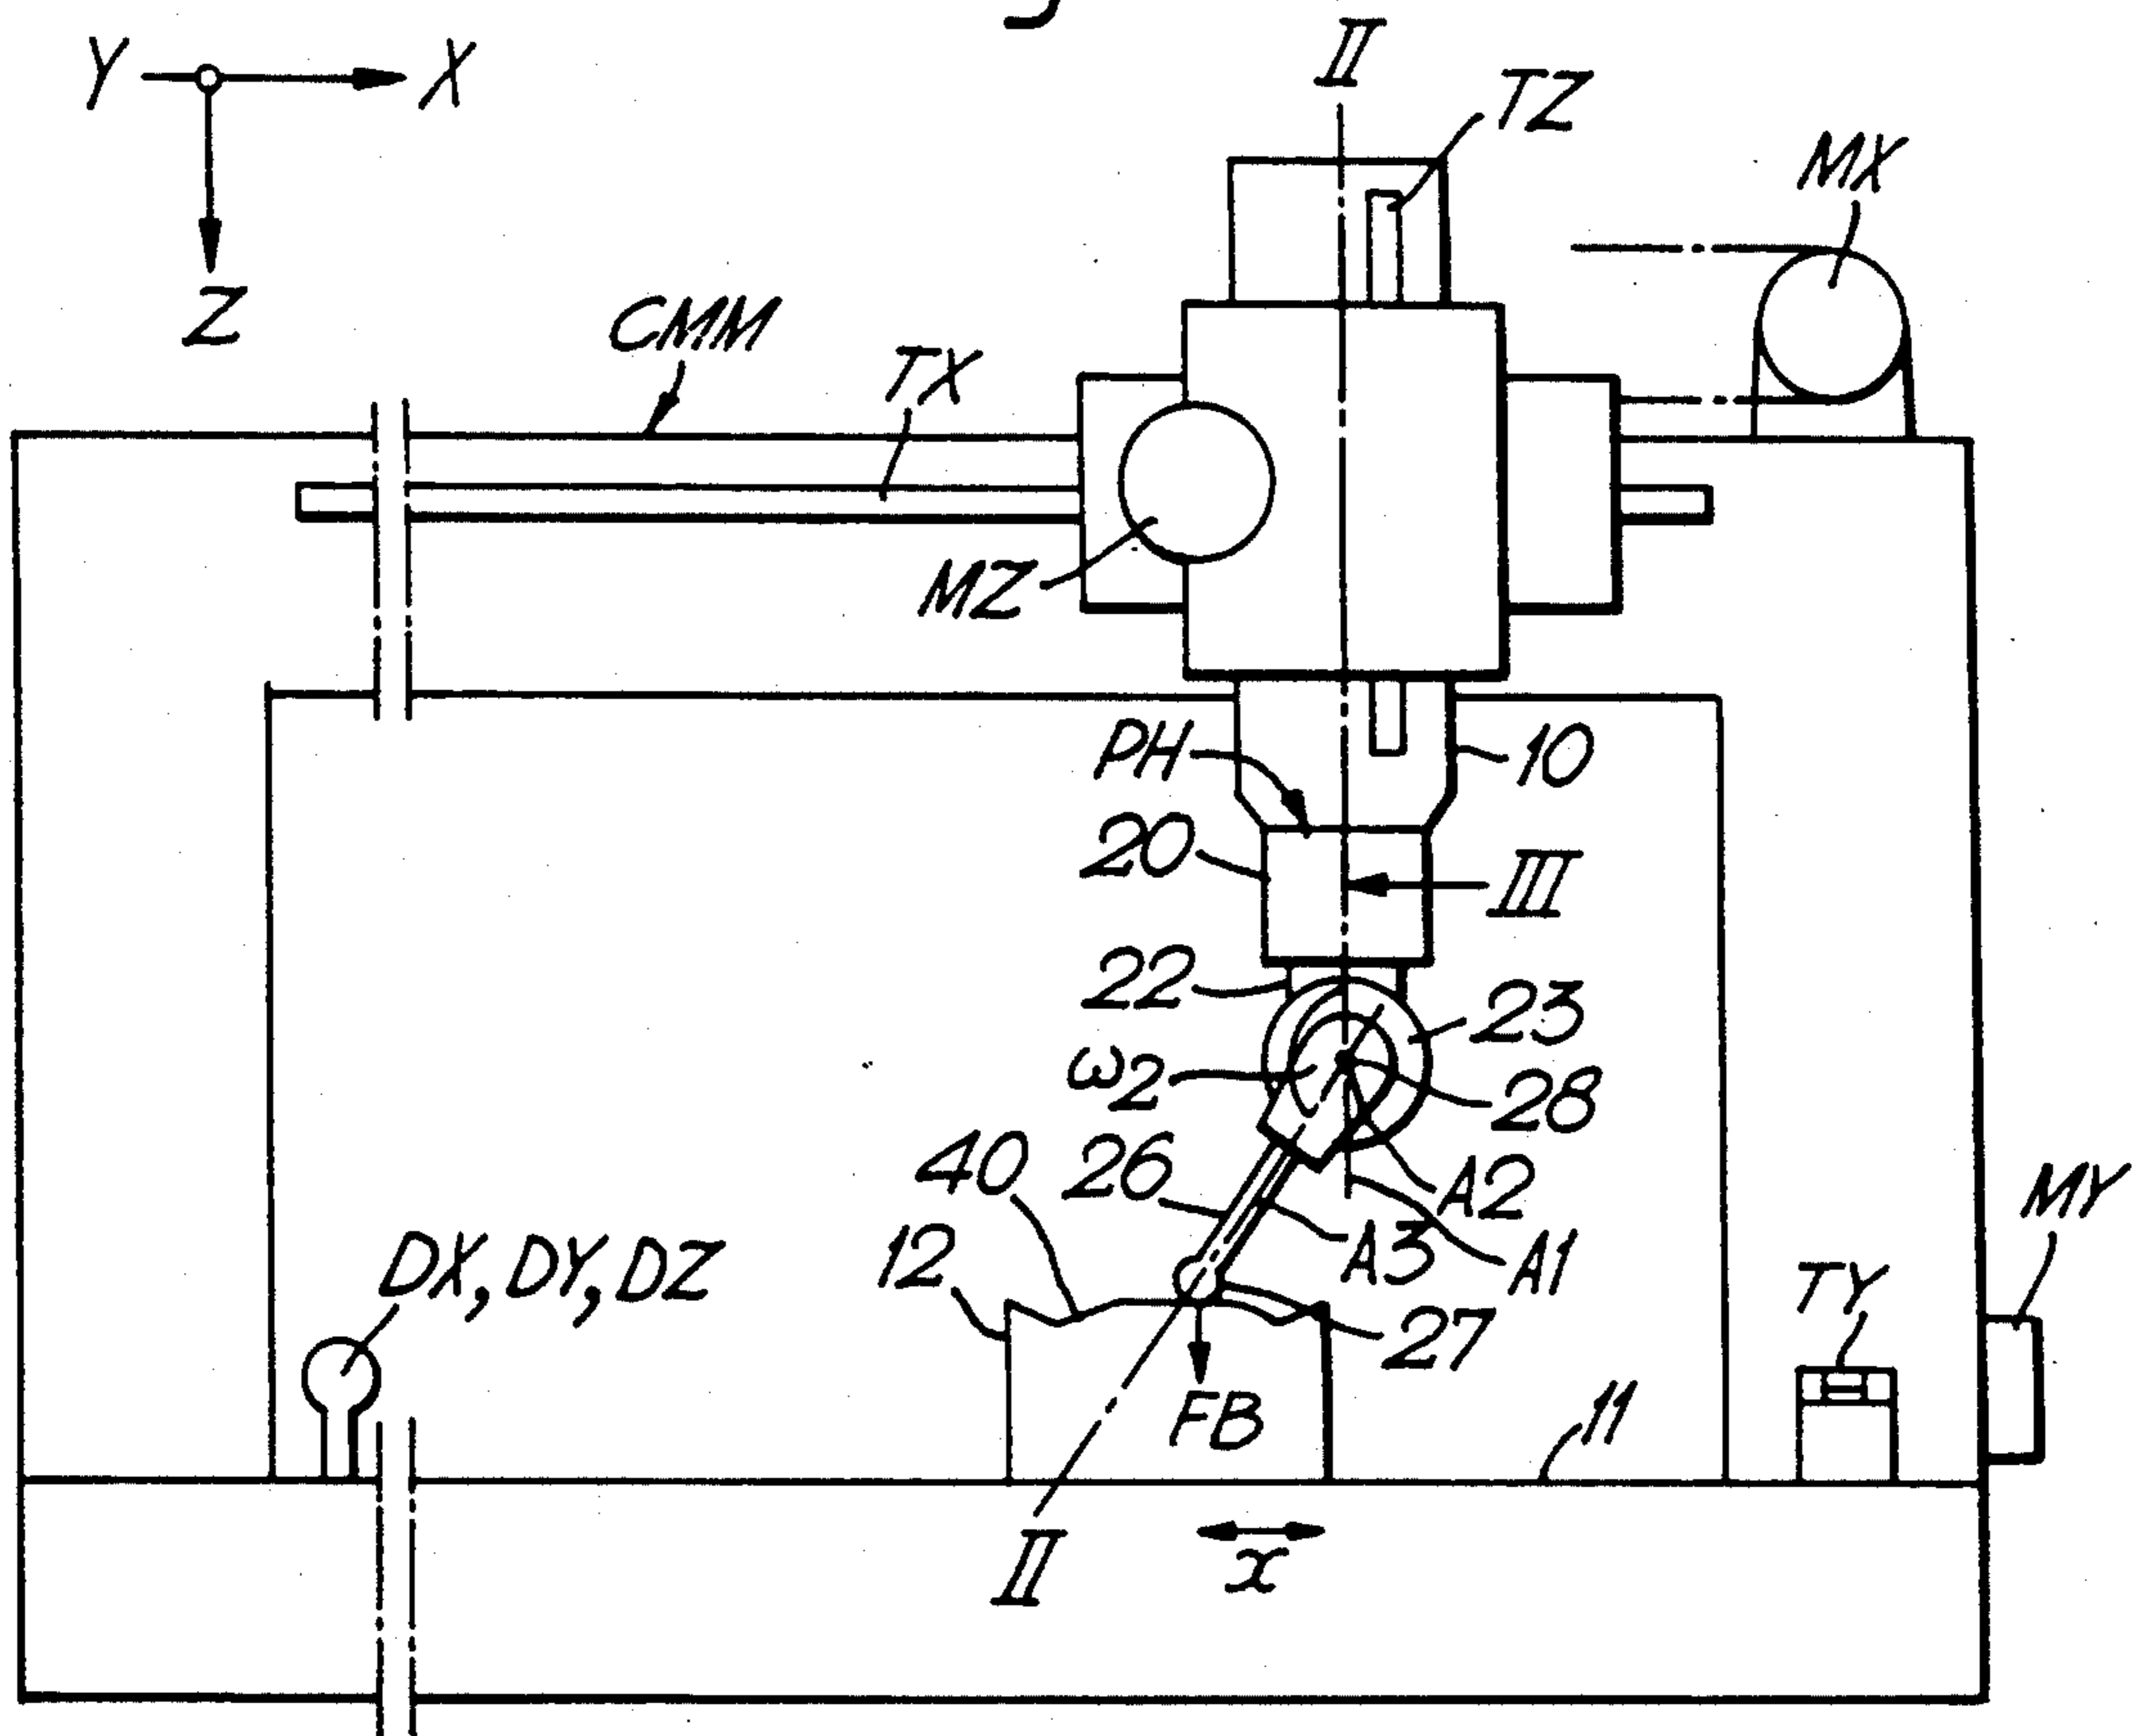 II
Y X
TZ
MX
Z
CMM
TX
MZ
PH
10
20
III
22
23
ω2
28
40
26
A2
MY
12
A3
A1
DX, DY, DZ
TY
27
FB
11
II
x